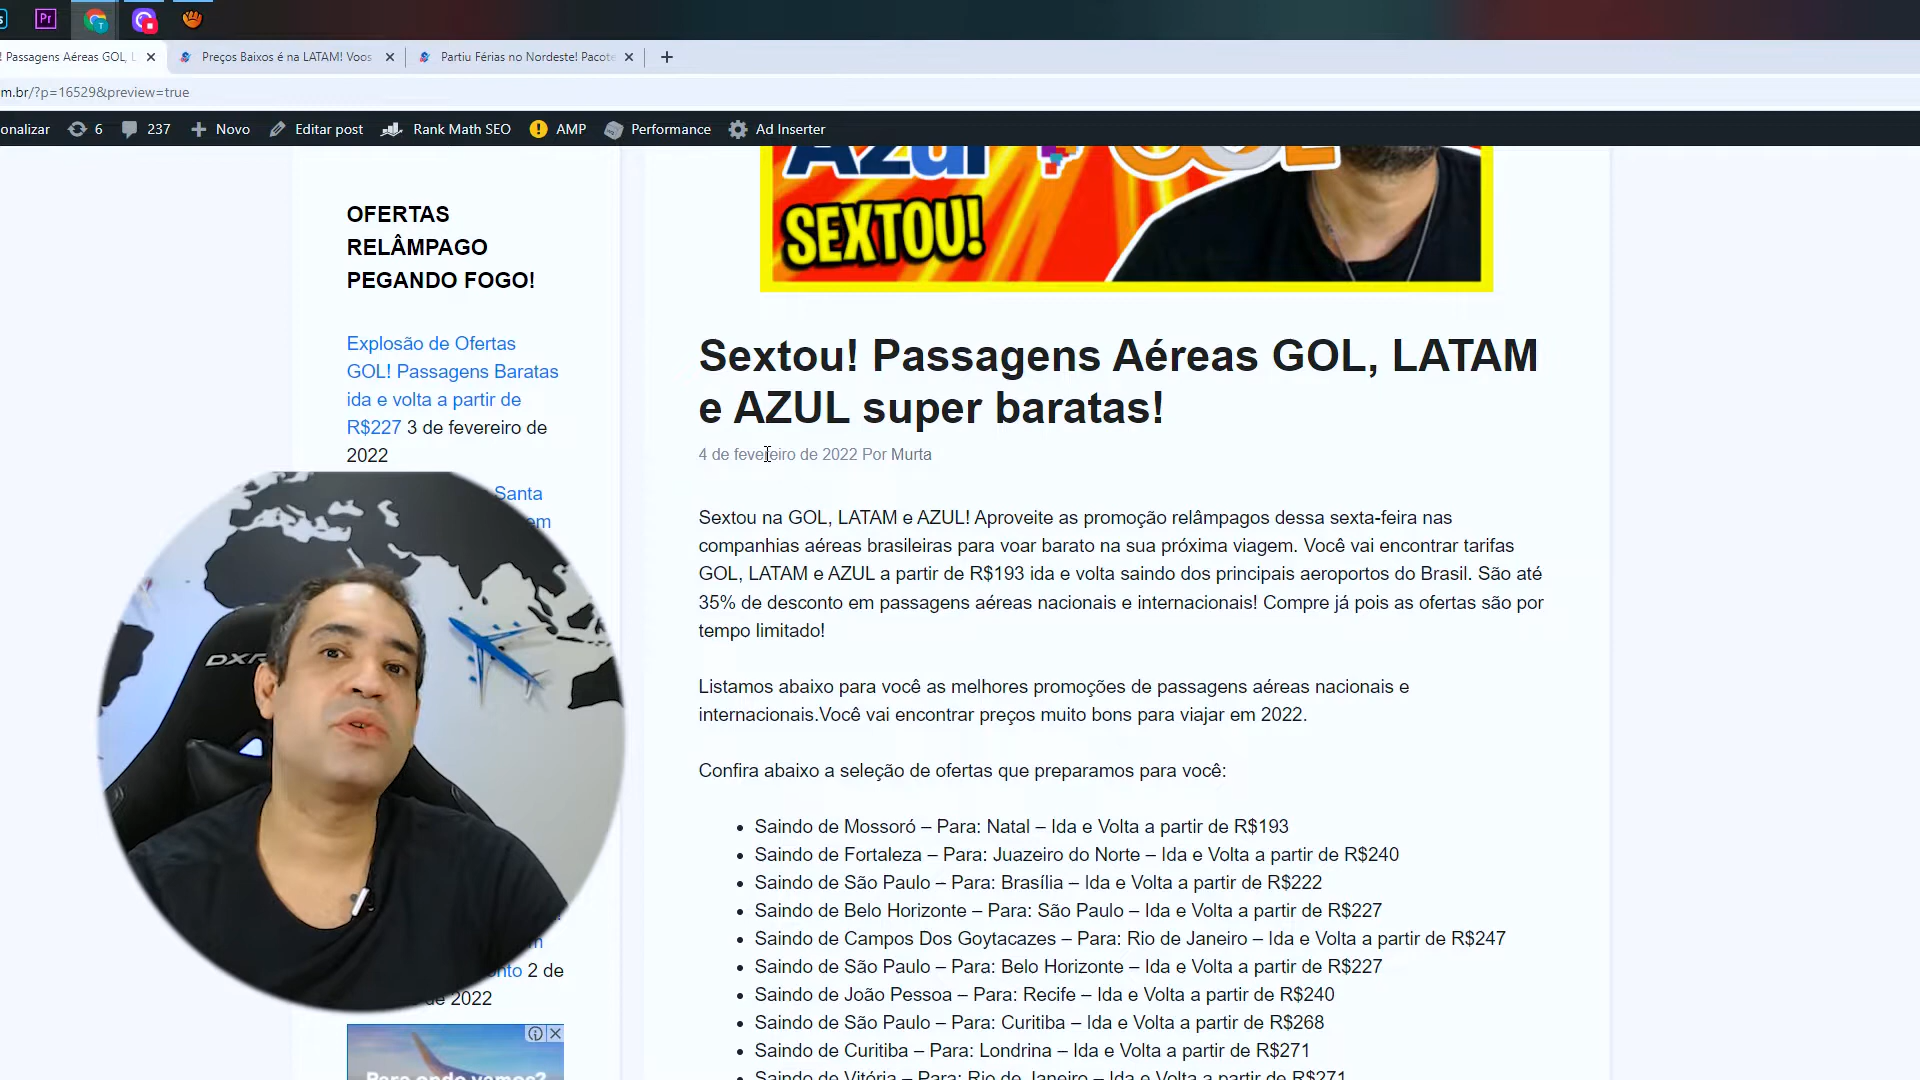 Pr
! Passagens Aéreas GOL, L
Preços Baixos é na LATAM! Voos
Partiu Férias no Nordeste! Pacote
m.br/?p=16529&preview=true
onalizar
6
237
Novo
Editar post
Rank Math SEO
AMP
Performance
Ad Inserter
Azul
GOL
SEXTOU!
OFERTAS
RELÂMPAGO
PEGANDO FOGO!
Explosão de Ofertas
GOL! Passagens Baratas
ida e volta a partir de
R$227 3 de fevereiro de
2022
Santa
em
nto 2 de
de 2022
Para onde vamos?
DXR
Sextou! Passagens Aéreas GOL, LATAM
e AZUL super baratas!
4 de fevereiro de 2022 Por Murta
Sextou na GOL, LATAM e AZUL! Aproveite as promoção relâmpagos dessa sexta-feira nas
companhias aéreas brasileiras para voar barato na sua próxima viagem. Você vai encontrar tarifas
GOL, LATAM e AZUL a partir de R$193 ida e volta saindo dos principais aeroportos do Brasil. São até
35% de desconto em passagens aéreas nacionais e internacionais! Compre já pois as ofertas são por
tempo limitado!
Listamos abaixo para você as melhores promoções de passagens aéreas nacionais e
internacionais.Você vai encontrar preços muito bons para viajar em 2022.
Confira abaixo a seleção de ofertas que preparamos para você:
Saindo de Mossoró – Para: Natal – Ida e Volta a partir de R$193
Saindo de Fortaleza – Para: Juazeiro do Norte – Ida e Volta a partir de R$240
Saindo de São Paulo – Para: Brasília – Ida e Volta a partir de R$222
Saindo de Belo Horizonte – Para: São Paulo – Ida e Volta a partir de R$227
Saindo de Campos Dos Goytacazes – Para: Rio de Janeiro – Ida e Volta a partir de R$247
Saindo de São Paulo – Para: Belo Horizonte – Ida e Volta a partir de R$227
Saindo de João Pessoa – Para: Recife – Ida e Volta a partir de R$240
Saindo de São Paulo – Para: Curitiba – Ida e Volta a partir de R$268
Saindo de Curitiba – Para: Londrina – Ida e Volta a partir de R$271
Saindo de Vitória – Para: Rio de Janeiro – Ida e Volta a partir de R$271